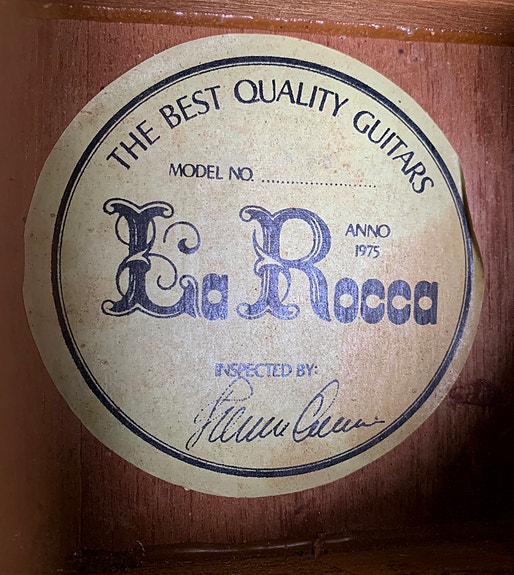 THE BEST QUALITY GUITARS
MODEL NO. ........................
La Rocca
ANNO
1975
INSPECTED BY: